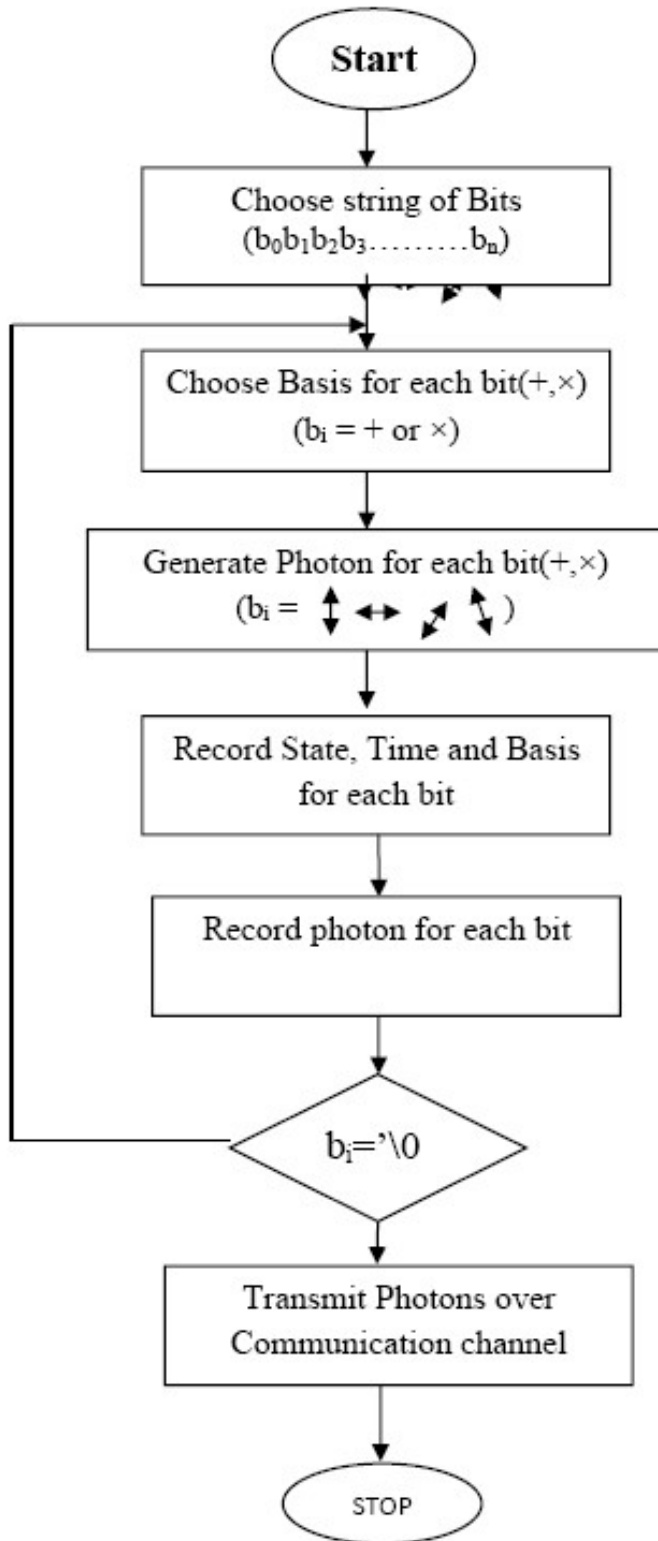 Start
Choose string of Bits
(b₀b₁b₂b₃………bₙ)
Choose Basis for each bit(+,×)
(bᵢ = + or ×)
Generate Photon for each bit(+,×)
(bᵢ = ↕ ↔ ⤢ ⤡ )
Record State, Time and Basis
for each bit
Record photon for each bit
bᵢ=’\0
Transmit Photons over
Communication channel
STOP